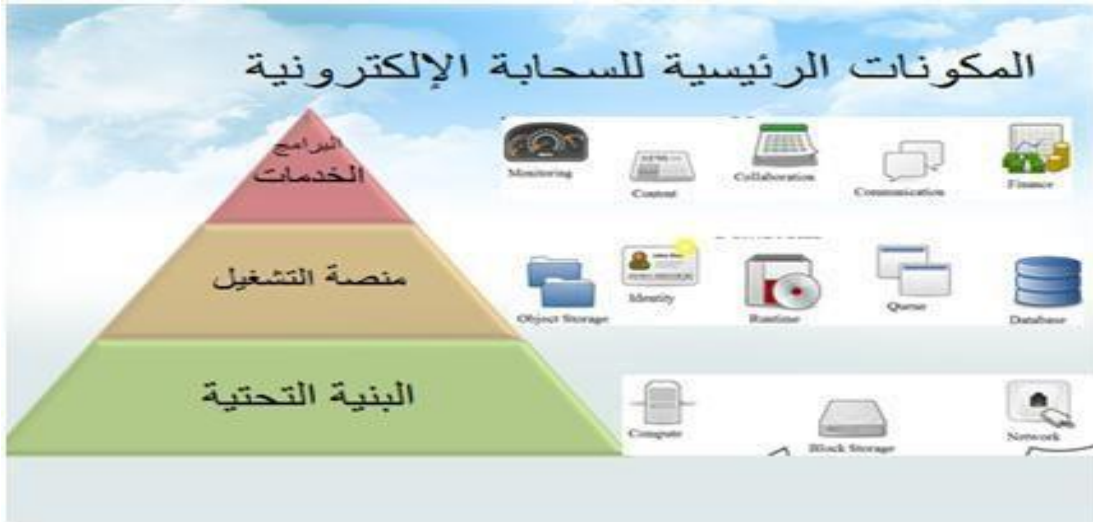 المكونات الرئيسية للسحابة الإلكترونية
البرامج
الخدمات
Monitoring
Content
Collaboration
Communication
Finance
منصة التشغيل
Object Storage
Identity
Runtime
Queue
Database
البنية التحتية
Compute
Block Storage
Network